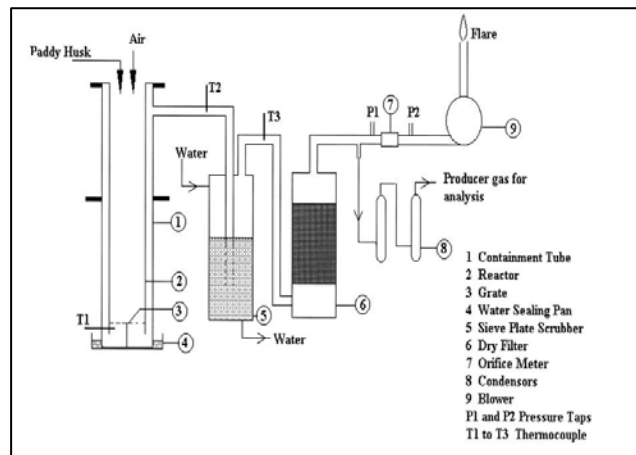 Paddy Husk
Air
T2
T3
Water
P1
7
P2
Flare
9
Producer gas for
analysis
1
2
3
T1
4
5
Water
6
8
1 Containment Tube
2 Reactor
3 Grate
4 Water Sealing Pan
5 Sieve Plate Scrubber
6 Dry Filter
7 Orifice Meter
8 Condensors
9 Blower
P1 and P2 Pressure Taps
T1 to T3 Thermocouple